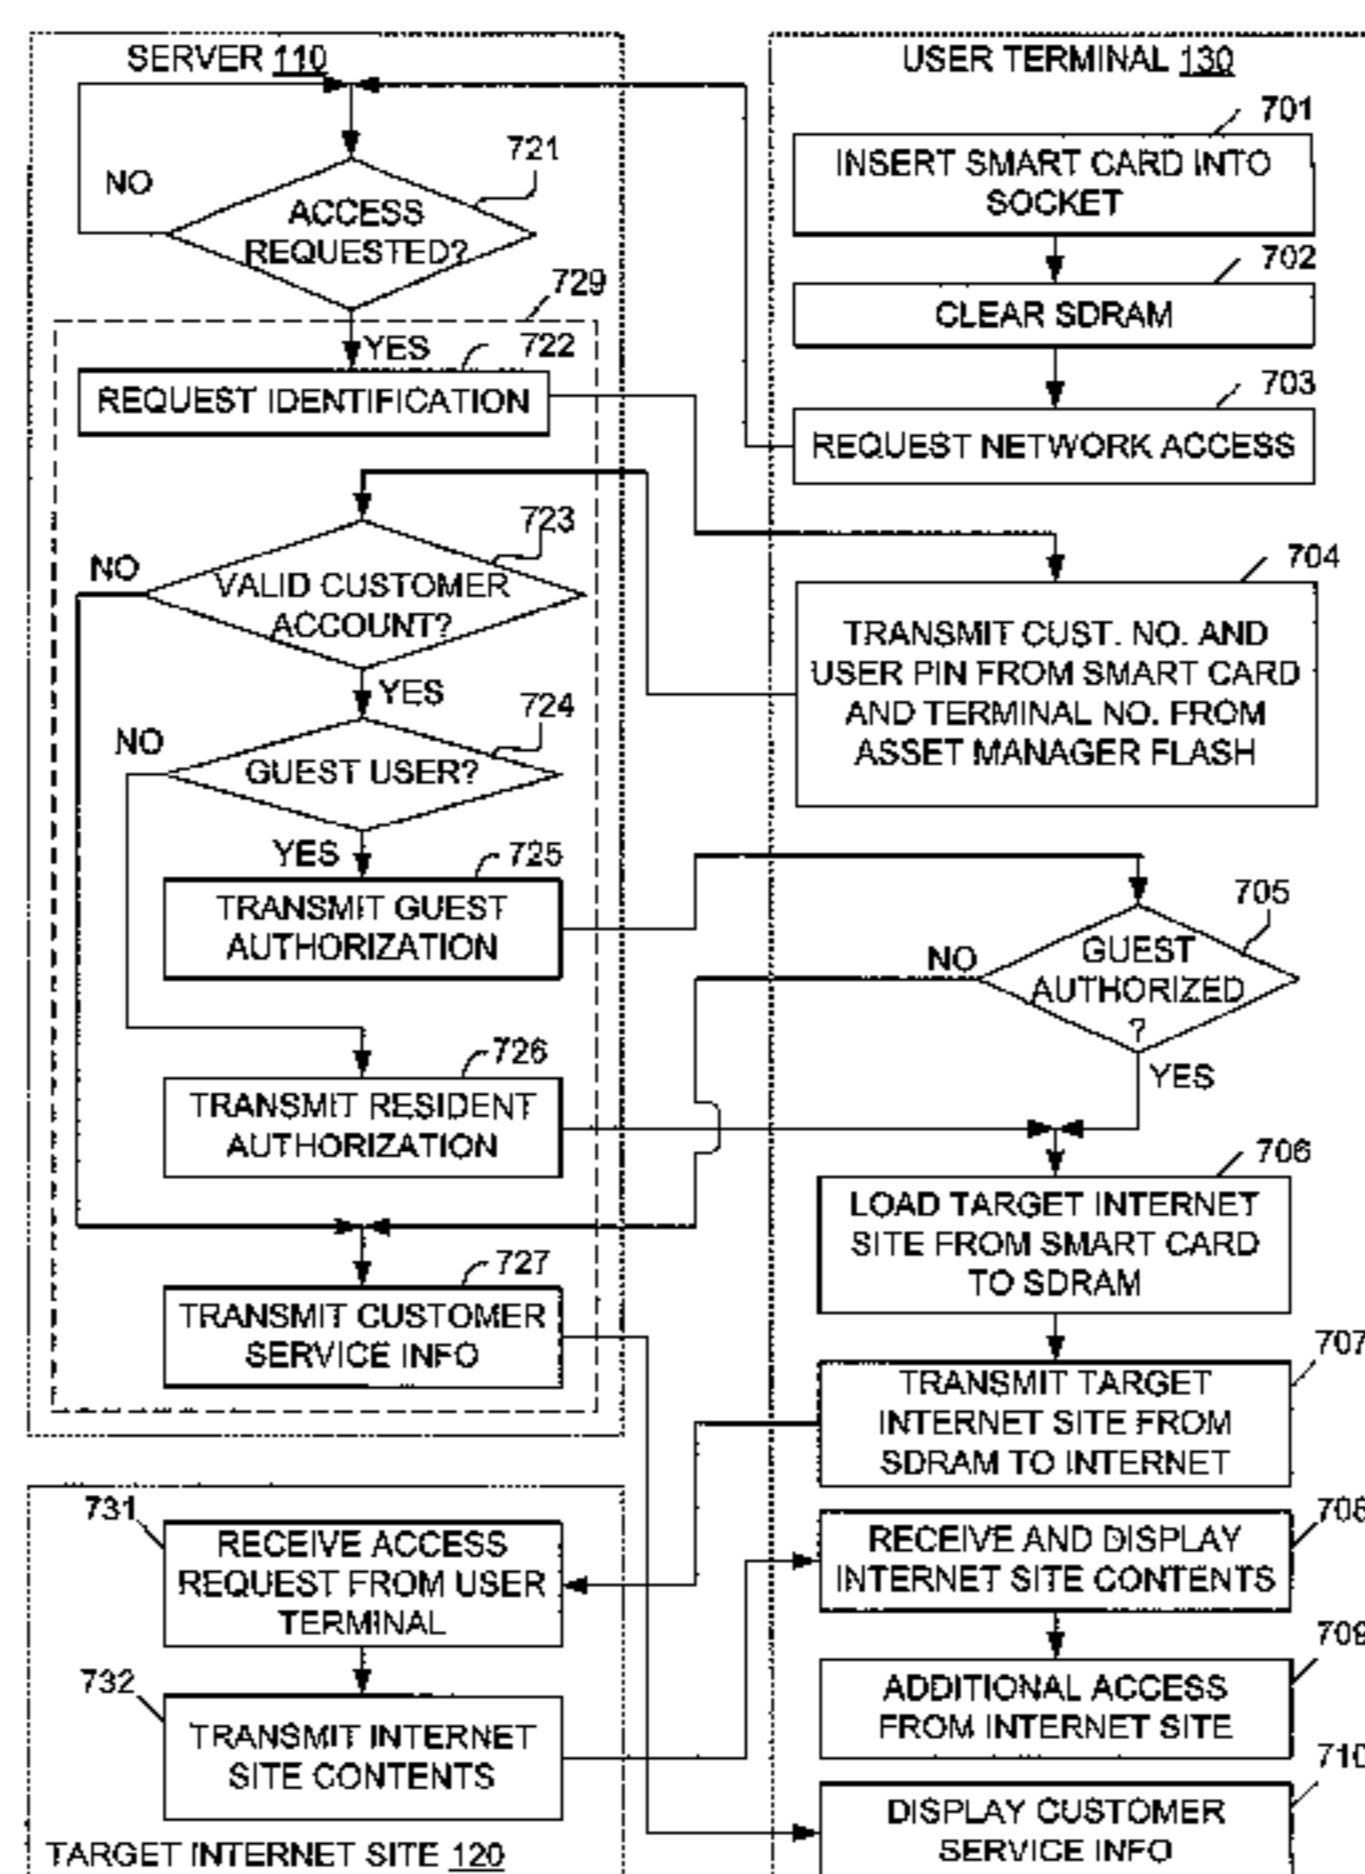 SERVER 110
NO
721
ACCESS
REQUESTED?
729
YES
722
REQUEST IDENTIFICATION
723
NO
VALID CUSTOMER
ACCOUNT?
YES
724
NO
GUEST USER?
YES
725
TRANSMIT GUEST
AUTHORIZATION
726
TRANSMIT RESIDENT
AUTHORIZATION
727
TRANSMIT CUSTOMER
SERVICE INFO
731
RECEIVE ACCESS
REQUEST FROM USER
TERMINAL
732
TRANSMIT INTERNET
SITE CONTENTS
TARGET INTERNET SITE 120
USER TERMINAL 130
701
INSERT SMART CARD INTO
SOCKET
702
CLEAR SDRAM
703
REQUEST NETWORK ACCESS
704
TRANSMIT CUST. NO. AND
USER PIN FROM SMART CARD
AND TERMINAL NO. FROM
ASSET MANAGER FLASH
705
NO
GUEST
AUTHORIZED
?
YES
706
LOAD TARGET INTERNET
SITE FROM SMART CARD
TO SDRAM
707
TRANSMIT TARGET
INTERNET SITE FROM
SDRAM TO INTERNET
708
RECEIVE AND DISPLAY
INTERNET SITE CONTENTS
709
ADDITIONAL ACCESS
FROM INTERNET SITE
710
DISPLAY CUSTOMER
SERVICE INFO